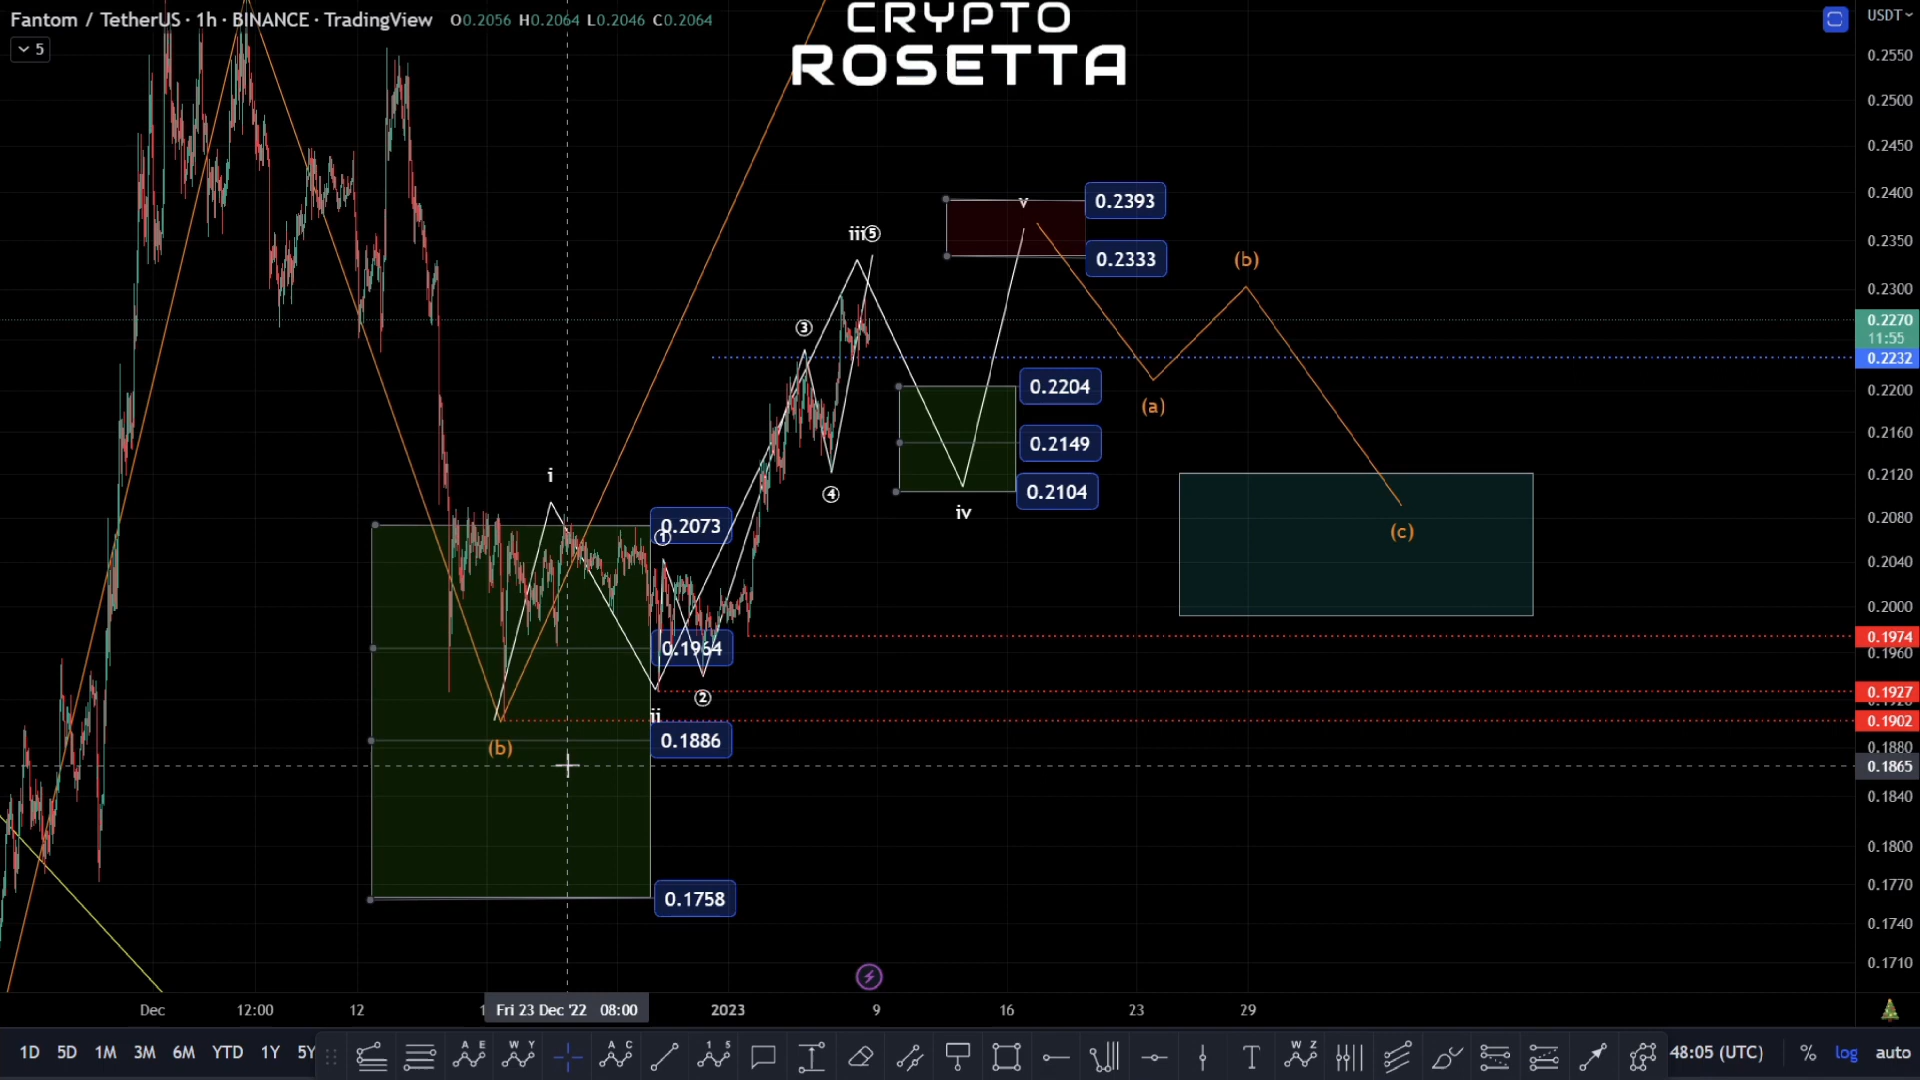 Fantom / TetherUS · 1h · BINANCE · TradingView O0.2056 H0.2064 L0.2046 C0.2064
5
CRYPTO
ROSETTA
USDT
0.2550
0.2500
0.2450
0.2400
0.2350
0.2300
0.2270
11:55
0.2232
0.2200
0.2160
0.2120
0.2080
0.2040
0.2000
0.1974
0.1960
0.1927
0.1902
0.1880
0.1865
0.1840
0.1800
0.1770
0.1740
0.1710
v
0.2393
0.2333
iii⑤
(b)
③
0.2204
(a)
0.2149
i
④
0.2104
iv
0.2073
①
(c)
0.1964
②
ii
(b)
0.1886
0.1758
Dec 12:00 12 Fri 23 Dec '22 08:00 2023 9 16 23 29
1D 5D 1M 3M 6M YTD 1Y 5Y
A E
W Y
A C
1 5
T
W Z
48:05 (UTC) % log auto